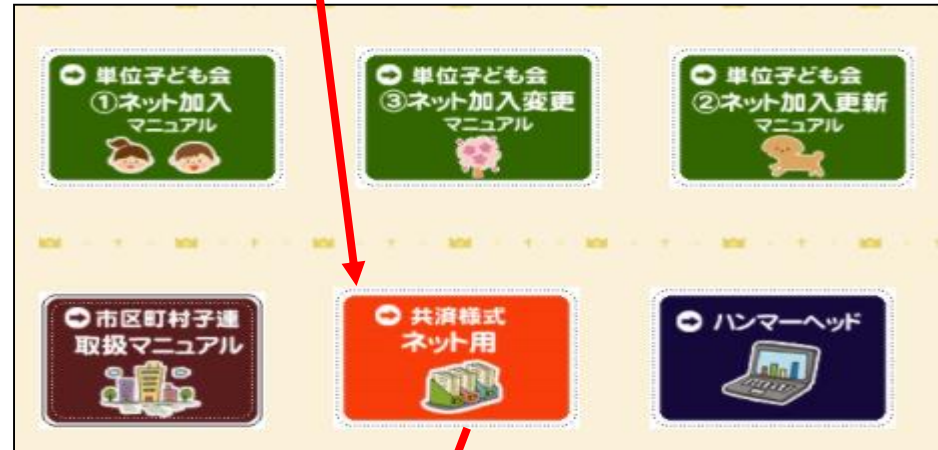 単位子ども会
①ネット加入
マニュアル
単位子ども会
③ネット加入変更
マニュアル
単位子ども会
②ネット加入更新
マニュアル
市区町村子連
取扱マニュアル
共済様式
ネット用
ハンマーヘッド